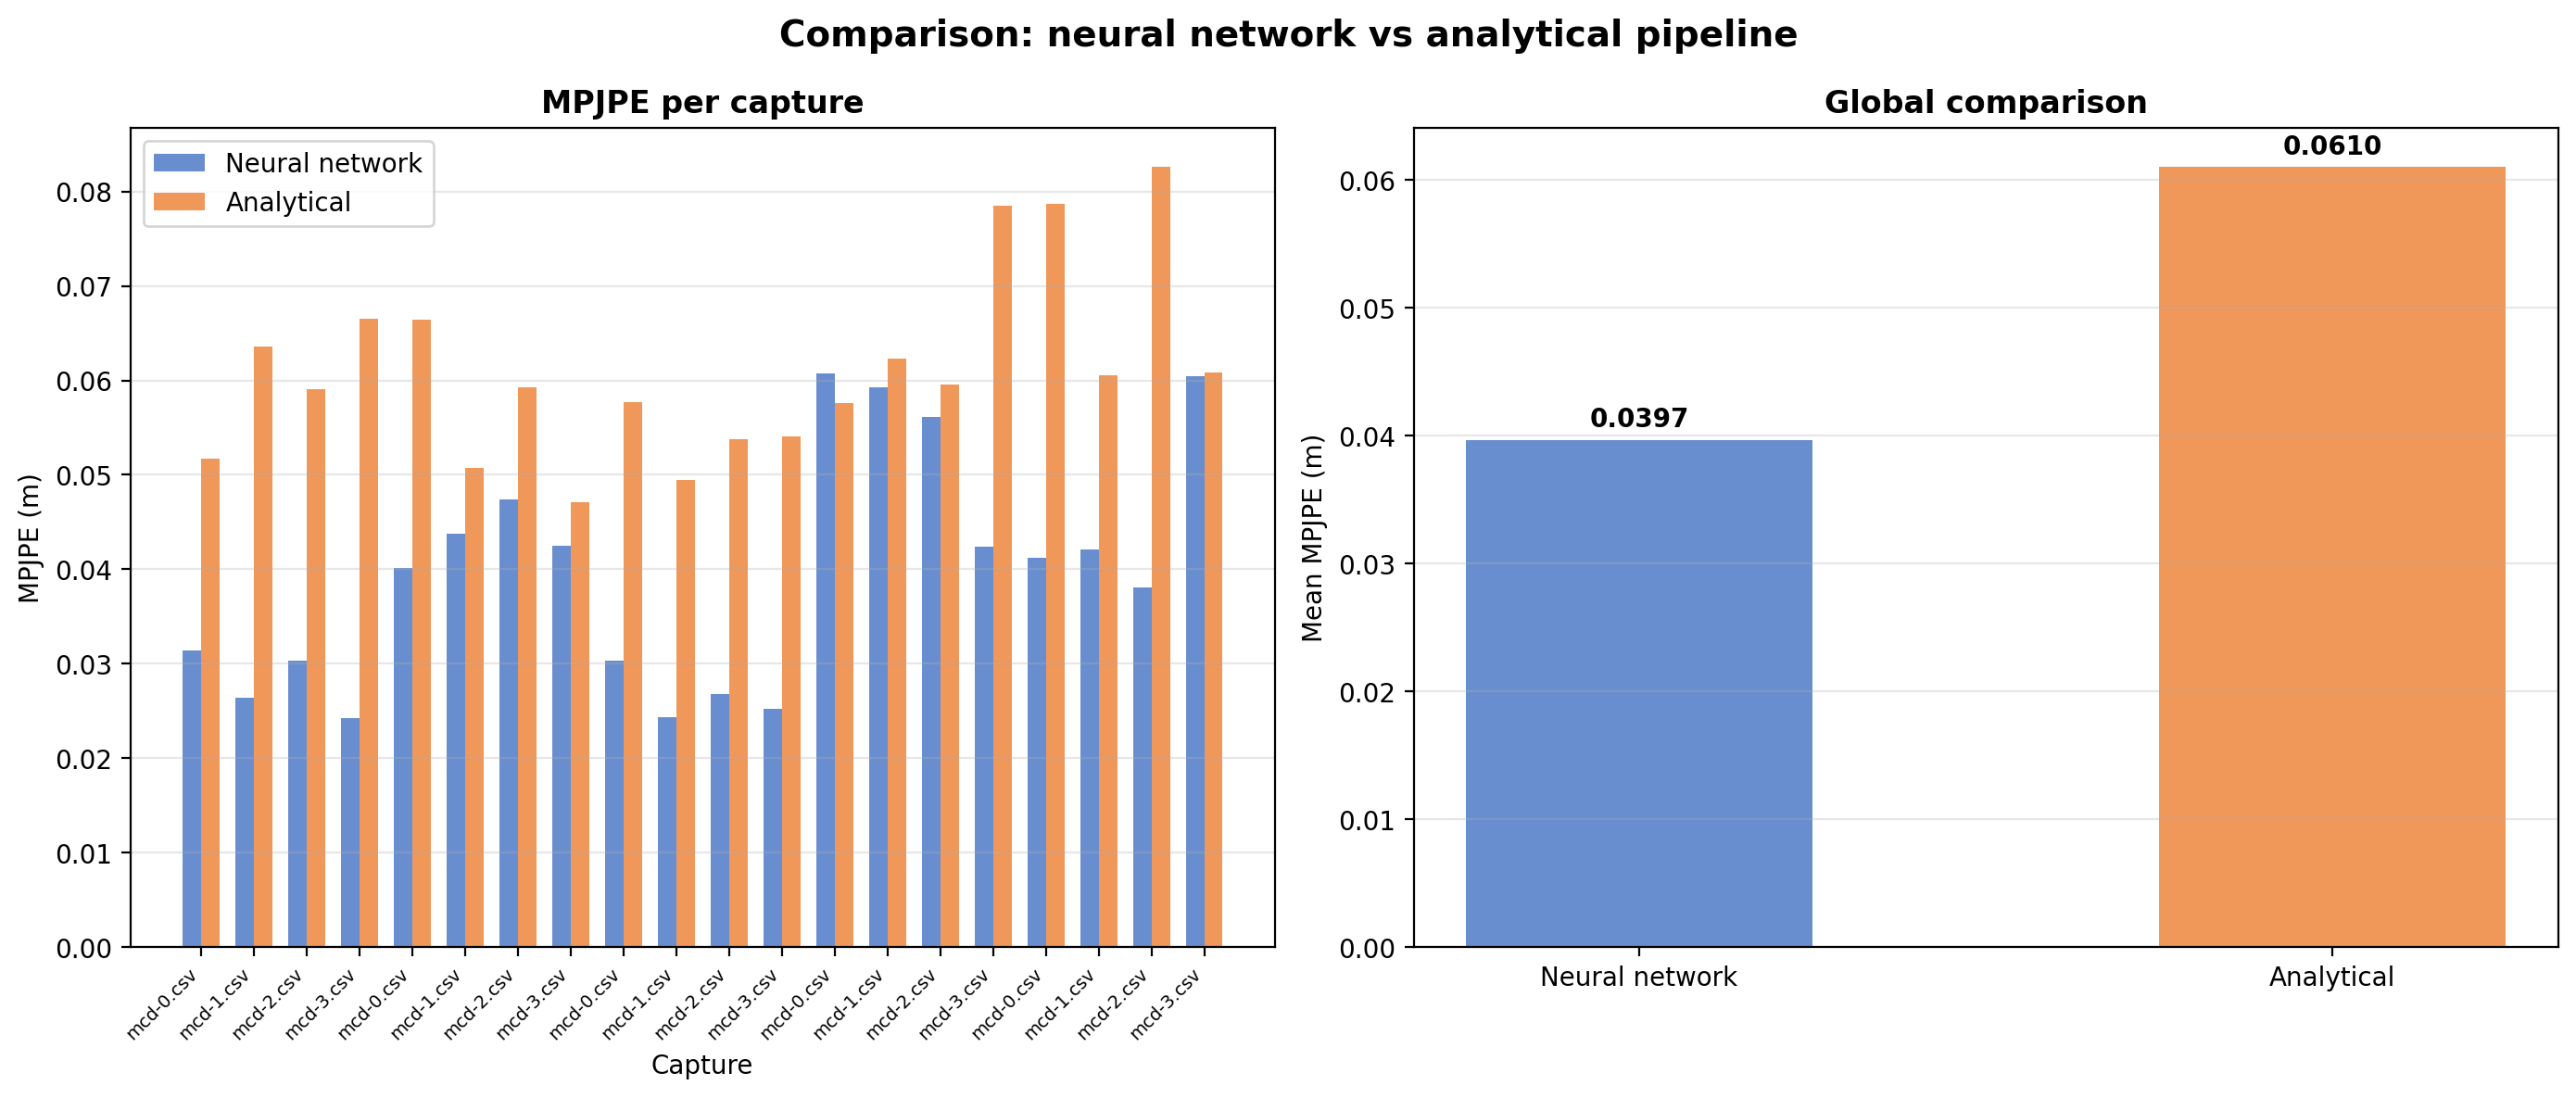 Comparison: neural network vs analytical pipeline
MPJPE per capture
Neural network
Analytical
MPJPE (m)
0.08
0.07
0.06
0.05
0.04
0.03
0.02
0.01
0.00
mcd-0.csv
mcd-1.csv
mcd-2.csv
mcd-3.csv
mcd-0.csv
mcd-1.csv
mcd-2.csv
mcd-3.csv
mcd-0.csv
mcd-1.csv
mcd-2.csv
mcd-3.csv
mcd-0.csv
mcd-1.csv
mcd-2.csv
mcd-3.csv
mcd-0.csv
mcd-1.csv
mcd-2.csv
mcd-3.csv
Capture
Global comparison
Mean MPJPE (m)
0.06
0.05
0.04
0.03
0.02
0.01
0.00
0.0397
0.0610
Neural network
Analytical